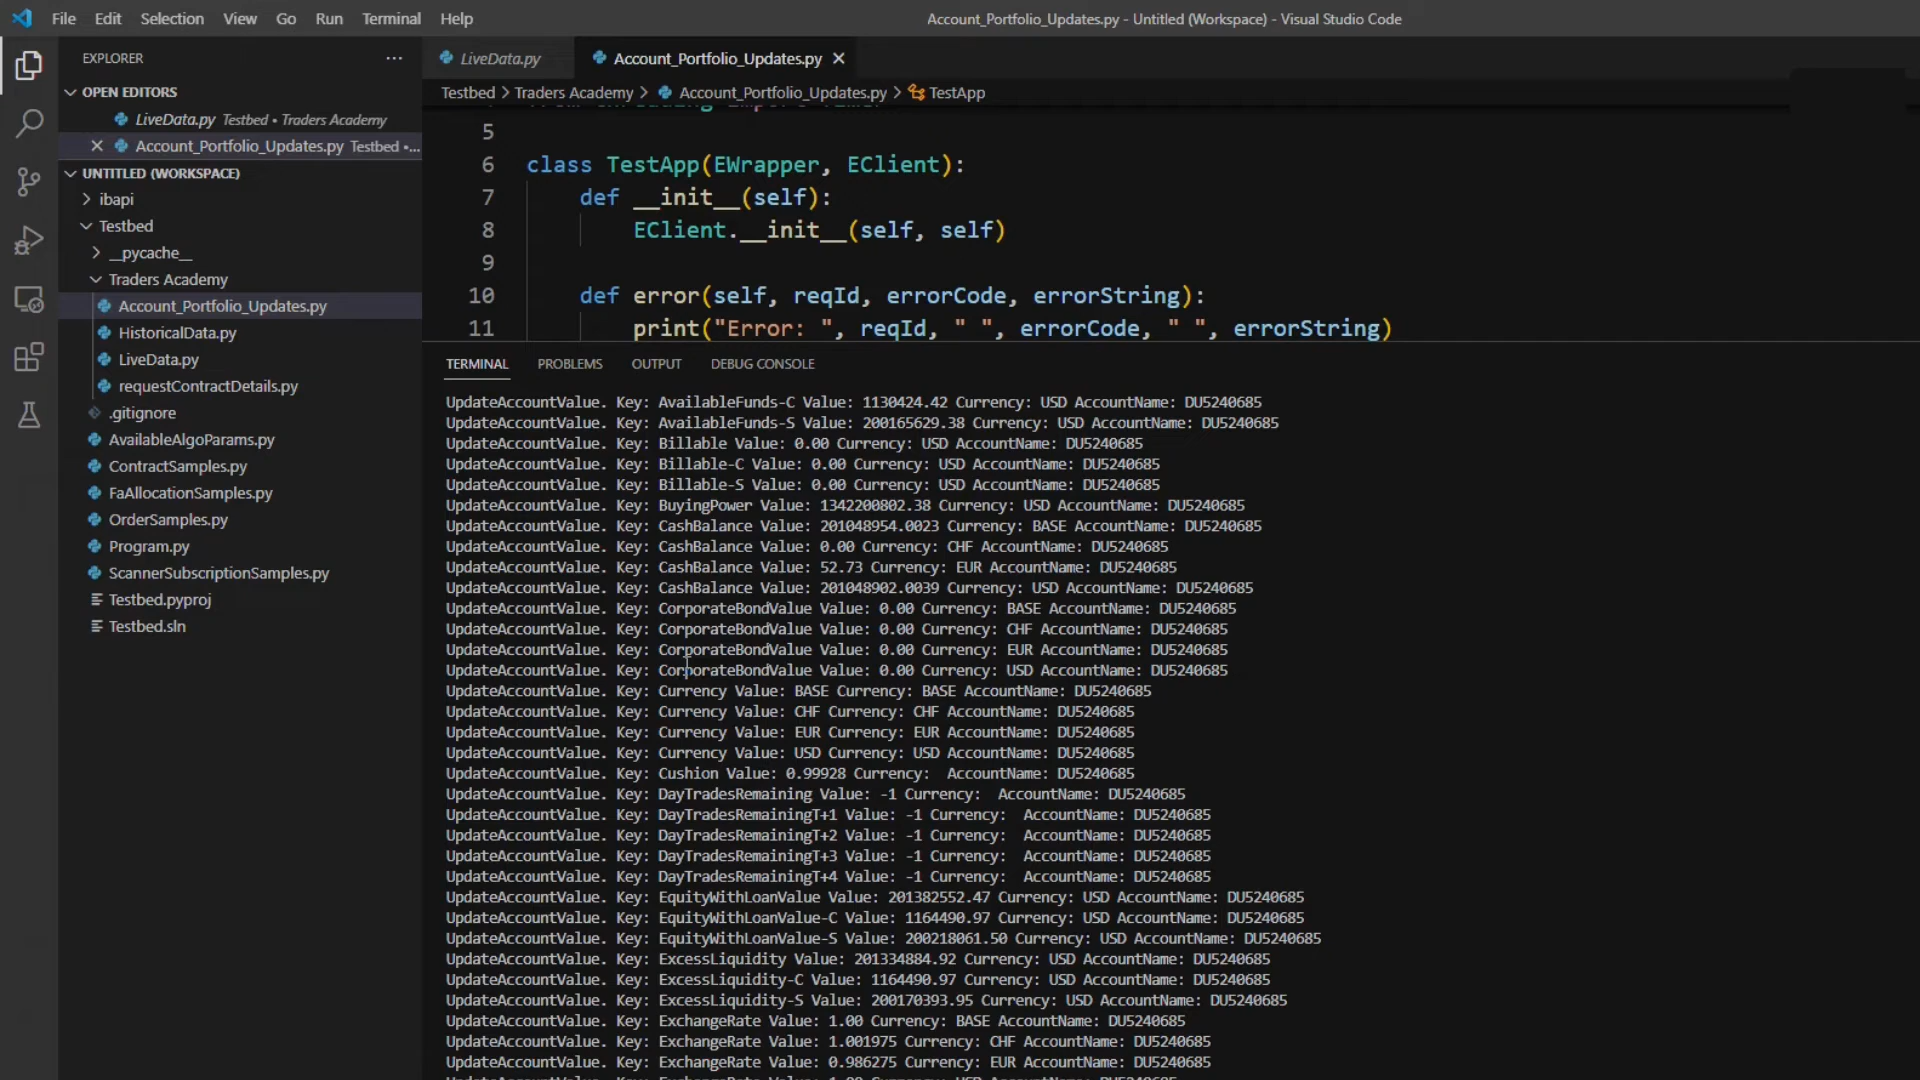 File Edit Selection View Go Run Terminal Help
Account_Portfolio_Updates.py - Untitled (Workspace) - Visual Studio Code
EXPLORER
OPEN EDITORS
LiveData.py Testbed • Traders Academy
Account_Portfolio_Updates.py Testbed •...
UNTITLED (WORKSPACE)
ibapi
Testbed
__pycache__
Traders Academy
Account_Portfolio_Updates.py
HistoricalData.py
LiveData.py
requestContractDetails.py
.gitignore
AvailableAlgoParams.py
ContractSamples.py
FaAllocationSamples.py
OrderSamples.py
Program.py
ScannerSubscriptionSamples.py
Testbed.pyproj
Testbed.sln
LiveData.py
Account_Portfolio_Updates.py
Testbed > Traders Academy > Account_Portfolio_Updates.py > TestApp
5
6 class TestApp(EWrapper, EClient):
7 def __init__(self):
8 EClient.__init__(self, self)
9
10 def error(self, reqId, errorCode, errorString):
11 print("Error: ", reqId, " ", errorCode, " ", errorString)
TERMINAL PROBLEMS OUTPUT DEBUG CONSOLE
UpdateAccountValue. Key: AvailableFunds-C Value: 1130424.42 Currency: USD AccountName: DU5240685
UpdateAccountValue. Key: AvailableFunds-S Value: 200165629.38 Currency: USD AccountName: DU5240685
UpdateAccountValue. Key: Billable Value: 0.00 Currency: USD AccountName: DU5240685
UpdateAccountValue. Key: Billable-C Value: 0.00 Currency: USD AccountName: DU5240685
UpdateAccountValue. Key: Billable-S Value: 0.00 Currency: USD AccountName: DU5240685
UpdateAccountValue. Key: BuyingPower Value: 1342200802.38 Currency: USD AccountName: DU5240685
UpdateAccountValue. Key: CashBalance Value: 201048954.0023 Currency: BASE AccountName: DU5240685
UpdateAccountValue. Key: CashBalance Value: 0.00 Currency: CHF AccountName: DU5240685
UpdateAccountValue. Key: CashBalance Value: 52.73 Currency: EUR AccountName: DU5240685
UpdateAccountValue. Key: CashBalance Value: 201048902.0039 Currency: USD AccountName: DU5240685
UpdateAccountValue. Key: CorporateBondValue Value: 0.00 Currency: BASE AccountName: DU5240685
UpdateAccountValue. Key: CorporateBondValue Value: 0.00 Currency: CHF AccountName: DU5240685
UpdateAccountValue. Key: CorporateBondValue Value: 0.00 Currency: EUR AccountName: DU5240685
UpdateAccountValue. Key: CorporateBondValue Value: 0.00 Currency: USD AccountName: DU5240685
UpdateAccountValue. Key: Currency Value: BASE Currency: BASE AccountName: DU5240685
UpdateAccountValue. Key: Currency Value: CHF Currency: CHF AccountName: DU5240685
UpdateAccountValue. Key: Currency Value: EUR Currency: EUR AccountName: DU5240685
UpdateAccountValue. Key: Currency Value: USD Currency: USD AccountName: DU5240685
UpdateAccountValue. Key: Cushion Value: 0.99928 Currency:  AccountName: DU5240685
UpdateAccountValue. Key: DayTradesRemaining Value: -1 Currency:  AccountName: DU5240685
UpdateAccountValue. Key: DayTradesRemainingT+1 Value: -1 Currency:  AccountName: DU5240685
UpdateAccountValue. Key: DayTradesRemainingT+2 Value: -1 Currency:  AccountName: DU5240685
UpdateAccountValue. Key: DayTradesRemainingT+3 Value: -1 Currency:  AccountName: DU5240685
UpdateAccountValue. Key: DayTradesRemainingT+4 Value: -1 Currency:  AccountName: DU5240685
UpdateAccountValue. Key: EquityWithLoanValue Value: 201382552.47 Currency: USD AccountName: DU5240685
UpdateAccountValue. Key: EquityWithLoanValue-C Value: 1164490.97 Currency: USD AccountName: DU5240685
UpdateAccountValue. Key: EquityWithLoanValue-S Value: 200218061.50 Currency: USD AccountName: DU5240685
UpdateAccountValue. Key: ExcessLiquidity Value: 201334884.92 Currency: USD AccountName: DU5240685
UpdateAccountValue. Key: ExcessLiquidity-C Value: 1164490.97 Currency: USD AccountName: DU5240685
UpdateAccountValue. Key: ExcessLiquidity-S Value: 200170393.95 Currency: USD AccountName: DU5240685
UpdateAccountValue. Key: ExchangeRate Value: 1.00 Currency: BASE AccountName: DU5240685
UpdateAccountValue. Key: ExchangeRate Value: 1.001975 Currency: CHF AccountName: DU5240685
UpdateAccountValue. Key: ExchangeRate Value: 0.986275 Currency: EUR AccountName: DU5240685